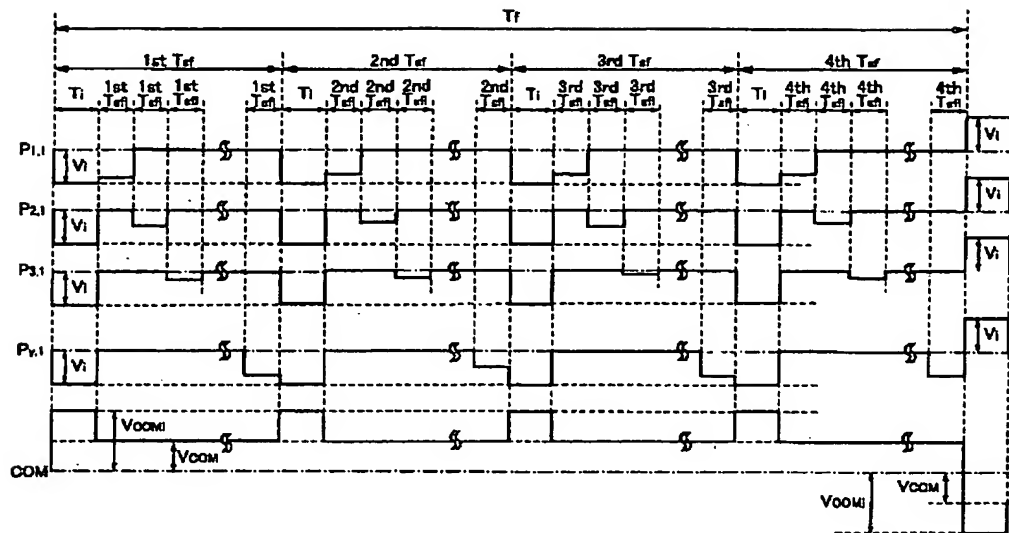 Tf
1st Tsf 2nd Tsf 3rd Tsf 4th Tsf
Ti 1st Tsfl 1st Tsfl 1st Tsfl 1st Tsfl Ti 2nd Tsfl 2nd Tsfl 2nd Tsfl 2nd Tsfl Ti 3rd Tsfl 3rd Tsfl 3rd Tsfl 3rd Tsfl Ti 4th Tsfl 4th Tsfl 4th Tsfl 4th Tsfl
P1,1 Vi Vi
P2,1 Vi Vi
P3,1 Vi Vi
Py,1 Vi Vi
VCOMi
VCOM
COM
VCOM
VCOMi